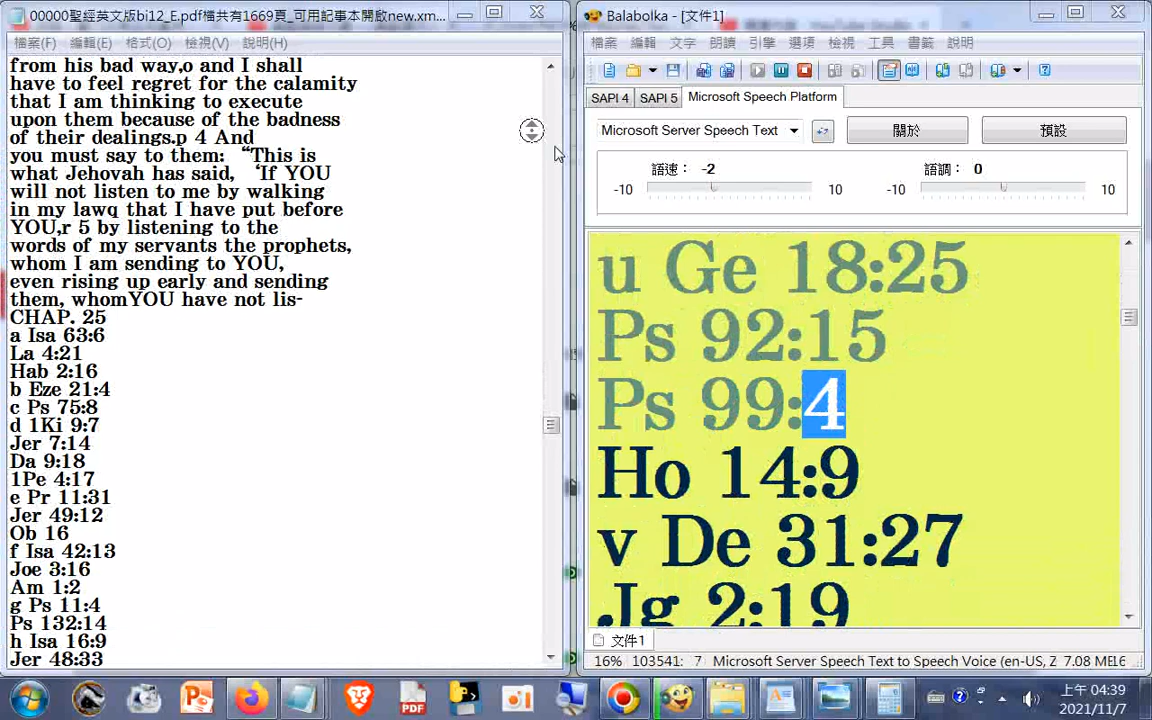 00000聖經英文版bi12_E.pdf檔共有1669頁_可用記事本開啟new.xm...
檔案(F) 編輯(E) 格式(O) 檢視(V) 說明(H)
from his bad way,o and I shall
have to feel regret for the calamity
that I am thinking to execute
upon them because of the badness
of their dealings.p 4 And
you must say to them: “This is
what Jehovah has said, ‘If YOU
will not listen to me by walking
in my lawq that I have put before
YOU,r 5 by listening to the
words of my servants the prophets,
whom I am sending to YOU,
even rising up early and sending
them, whomYOU have not lis-
CHAP. 25
a Isa 63:6
La 4:21
Hab 2:16
b Eze 21:4
c Ps 75:8
d 1Ki 9:7
Jer 7:14
Da 9:18
1Pe 4:17
e Pr 11:31
Jer 49:12
Ob 16
f Isa 42:13
Joe 3:16
Am 1:2
g Ps 11:4
Ps 132:14
h Isa 16:9
Jer 48:33
Balabolka - [文件1]
檔案 編輯 文字 朗讀 引擎 選項 檢視 工具 書籤 說明
SAPI 4 SAPI 5 Microsoft Speech Platform
Microsoft Server Speech Text 關於 預設
語速: -2 語調: 0
-10 10 -10 10
u Ge 18:25
Ps 92:15
Ps 99:4
Ho 14:9
v De 31:27
Jg 2:19
文件1
16% 103541: 7 Microsoft Server Speech Text to Speech Voice (en-US, Z 7.08 ME
上午 04:39
2021/11/7